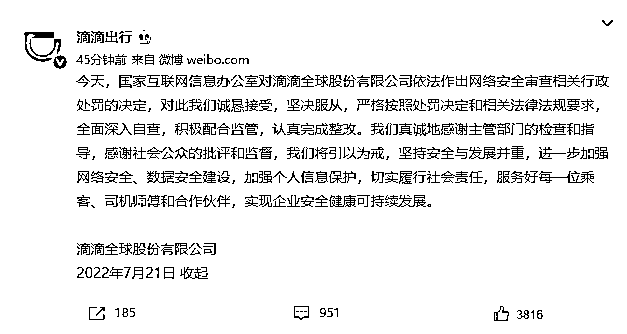 滴滴出行
45分钟前 来自 微博 weibo.com
今天，国家互联网信息办公室对滴滴全球股份有限公司依法作出网络安全审查相关行政
处罚的决定，对此我们诚恳接受，坚决服从，严格按照处罚决定和相关法律法规要求，
全面深入自查，积极配合监管，认真完成整改。我们真诚地感谢主管部门的检查和指
导，感谢社会公众的批评和监督，我们将引以为戒，坚持安全与发展并重，进一步加强
网络安全、数据安全建设，加强个人信息保护，切实履行社会责任，服务好每一位乘
客、司机师傅和合作伙伴，实现企业安全健康可持续发展。
滴滴全球股份有限公司
2022年7月21日 收起
185 951 3816